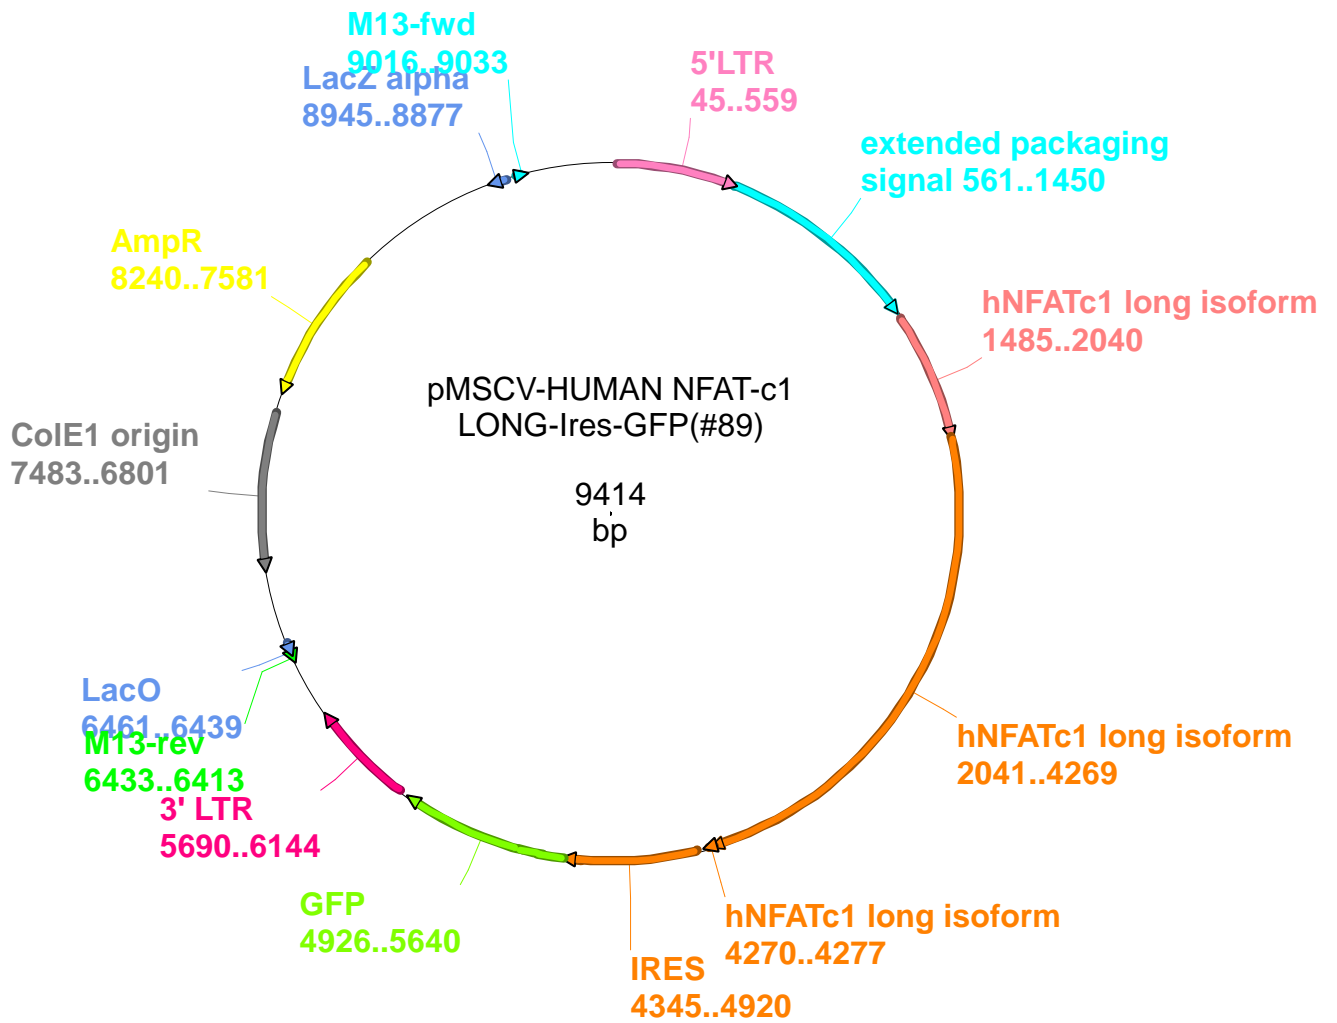 M13-fwd
9016..9033
LacZ alpha
8945..8877
5'LTR
45..559
extended packaging
signal 561..1450
AmpR
8240..7581
hNFATc1 long isoform
1485..2040
pMSCV-HUMAN NFAT-c1
LONG-Ires-GFP(#89)
ColE1 origin
7483..6801
9414
bp
LacO
6461..6439
M13-rev
6433..6413
hNFATc1 long isoform
2041..4269
3' LTR
5690..6144
GFP
4926..5640
hNFATc1 long isoform
4270..4277
IRES
4345..4920